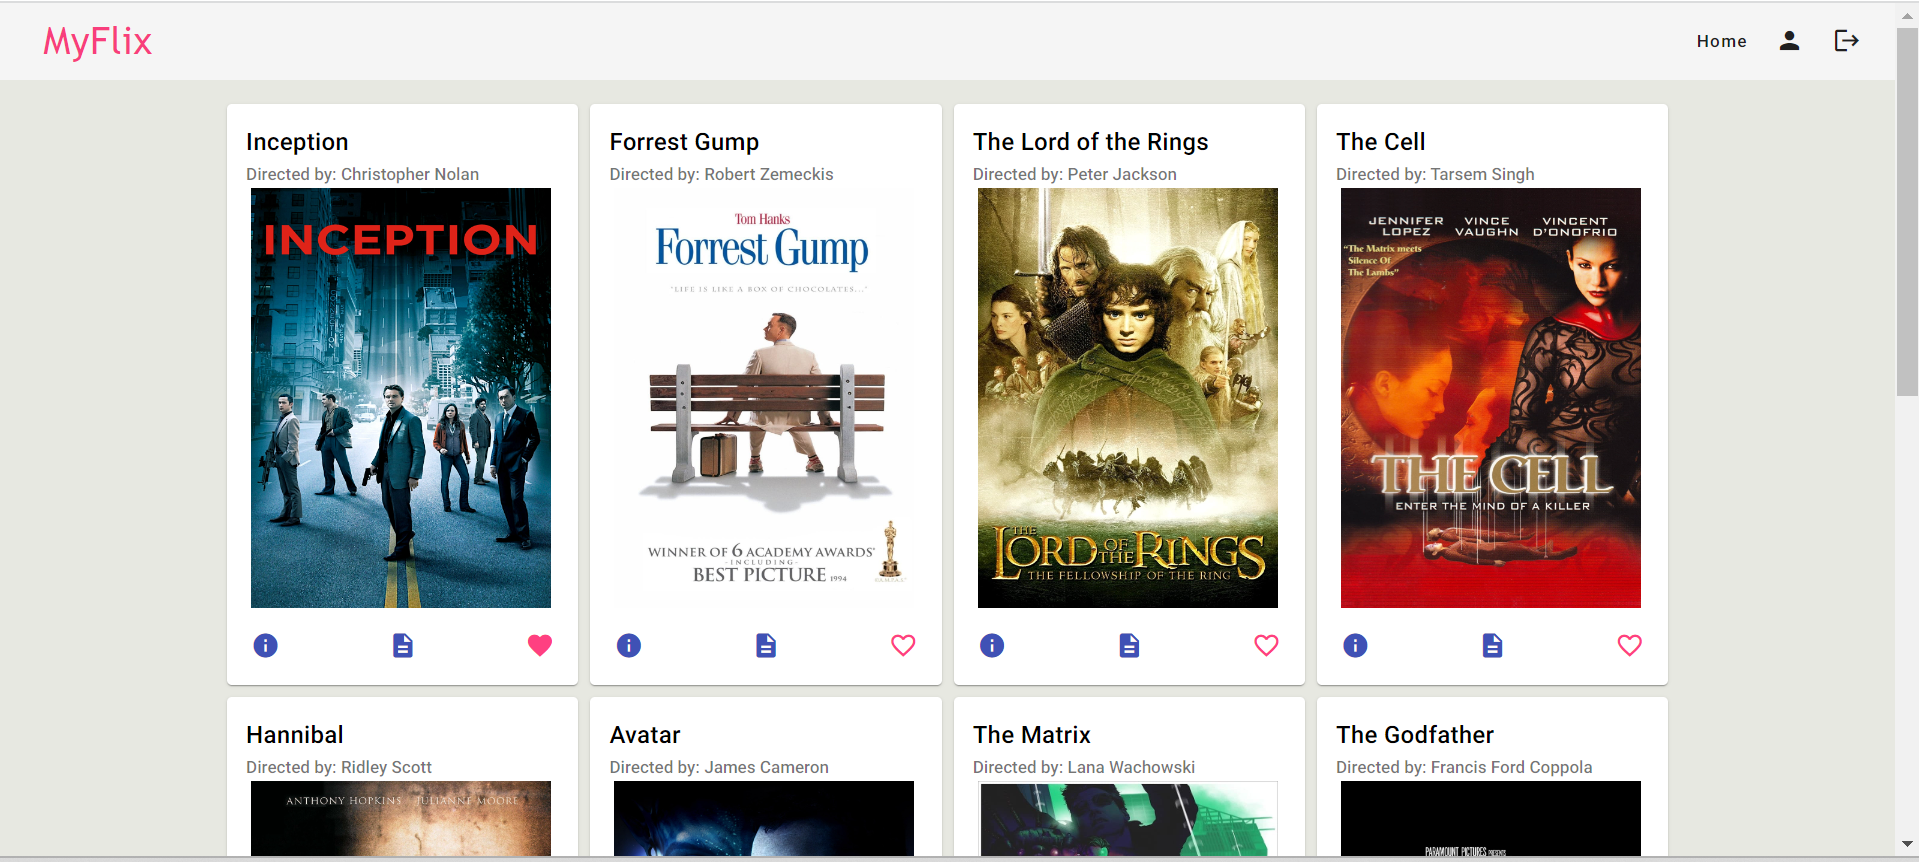 MyFlix
Home
Inception
Directed by: Christopher Nolan
INCEPTION
Forrest Gump
Directed by: Robert Zemeckis
Tom Hanks
Forrest Gump
"LIFE IS LIKE A BOX OF CHOCOLATES..."
WINNER OF 6 ACADEMY AWARDS
-INCLUDING-
BEST PICTURE 1994
The Lord of the Rings
Directed by: Peter Jackson
THE
LORD OF THE RINGS
THE FELLOWSHIP OF THE RING
The Cell
Directed by: Tarsem Singh
JENNIFER LOPEZ
VINCE VAUGHN
VINCENT D'ONOFRIO
"The Matrix meets
Silence Of
The Lambs"
THE CELL
ENTER THE MIND OF A KILLER
Hannibal
Directed by: Ridley Scott
ANTHONY HOPKINS JULIANNE MOORE
Avatar
Directed by: James Cameron
The Matrix
Directed by: Lana Wachowski
The Godfather
Directed by: Francis Ford Coppola
PARAMOUNT PICTURES PRESENTS